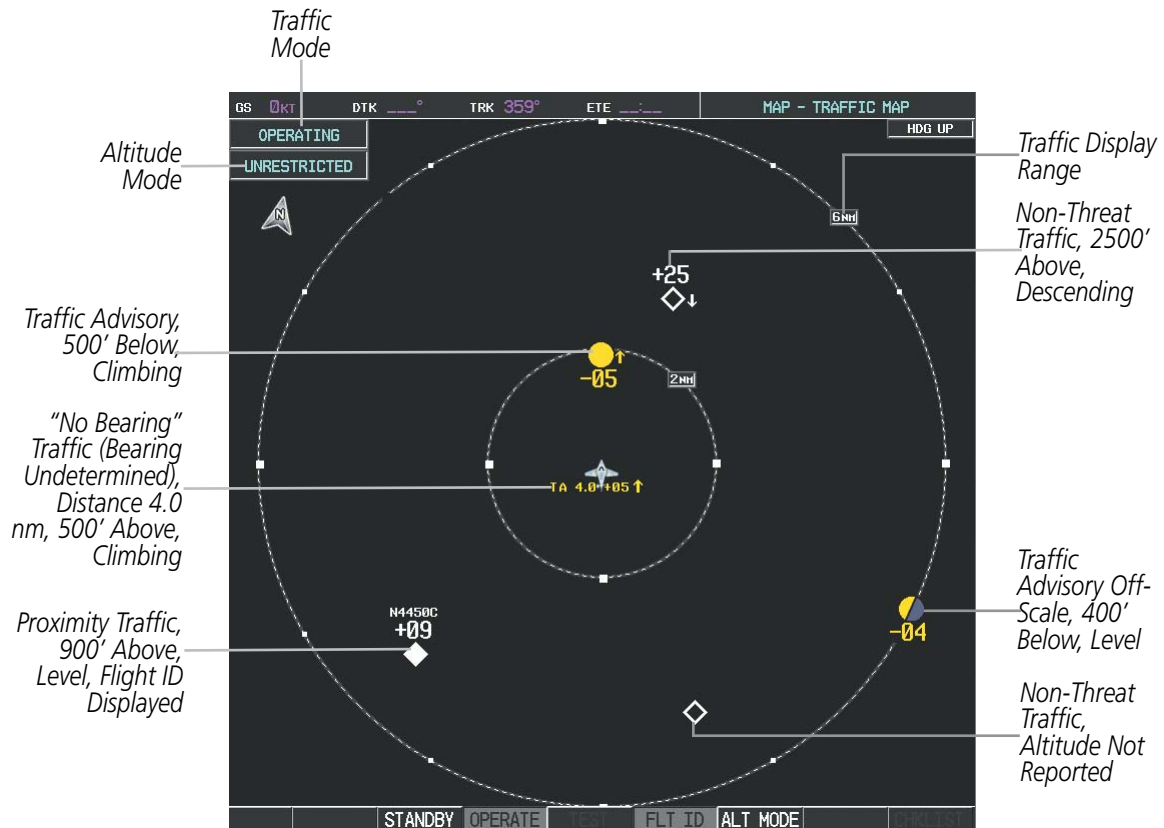 Traffic
Mode
GS 0KT DTK ___° TRK 359° ETE __:__ MAP - TRAFFIC MAP
OPERATING
HDG UP
UNRESTRICTED
Altitude
Mode
N
Traffic Display
Range
6NM
Non-Threat
Traffic, 2500'
Above,
Descending
+25
↓
Traffic Advisory,
500' Below,
Climbing
↑
-05
2NM
"No Bearing"
Traffic (Bearing
Undetermined),
Distance 4.0
nm, 500' Above,
Climbing
TA 4.0 +05 ↑
Traffic
Advisory Off-
Scale, 400'
Below, Level
-04
N4450C
+09
Proximity Traffic,
900' Above,
Level, Flight ID
Displayed
Non-Threat
Traffic,
Altitude Not
Reported
STANDBY OPERATE TEST FLT ID ALT MODE CHKLIST